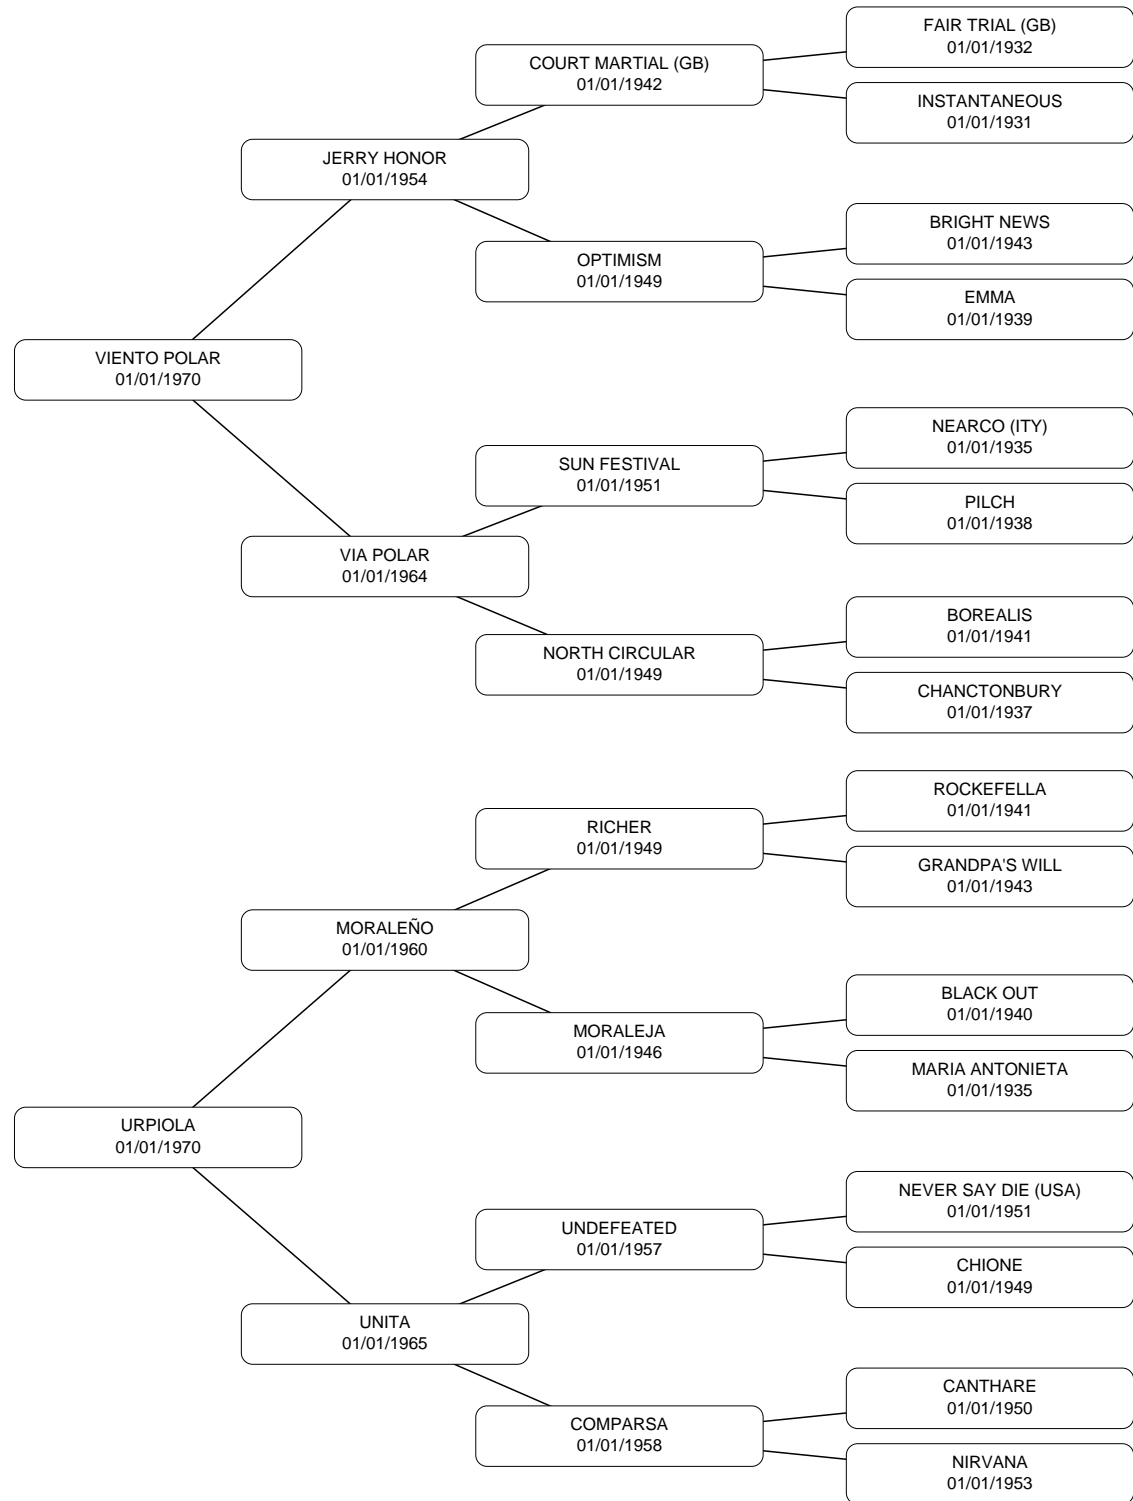 FAIR TRIAL (GB)
01/01/1932
COURT MARTIAL (GB)
01/01/1942
INSTANTANEOUS
01/01/1931
JERRY HONOR
01/01/1954
BRIGHT NEWS
01/01/1943
OPTIMISM
01/01/1949
EMMA
01/01/1939
VIENTO POLAR
01/01/1970
NEARCO (ITY)
01/01/1935
SUN FESTIVAL
01/01/1951
PILCH
01/01/1938
VIA POLAR
01/01/1964
BOREALIS
01/01/1941
NORTH CIRCULAR
01/01/1949
CHANCTONBURY
01/01/1937
ROCKEFELLA
01/01/1941
RICHER
01/01/1949
GRANDPA'S WILL
01/01/1943
MORALEÑO
01/01/1960
BLACK OUT
01/01/1940
MORALEJA
01/01/1946
MARIA ANTONIETA
01/01/1935
URPIOLA
01/01/1970
NEVER SAY DIE (USA)
01/01/1951
UNDEFEATED
01/01/1957
CHIONE
01/01/1949
UNITA
01/01/1965
CANTHARE
01/01/1950
COMPARSA
01/01/1958
NIRVANA
01/01/1953